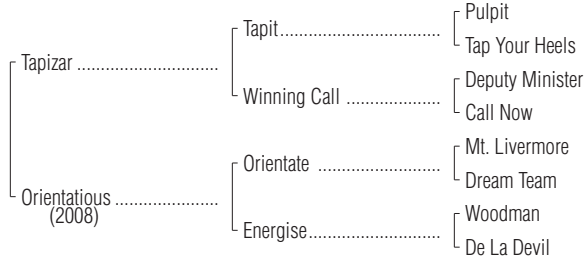 Pulpit
Tapit..............................
Tap Your Heels
Tapizar ..........................
Deputy Minister
Winning Call .................
Call Now
Mt. Livermore
Orientate ......................
Dream Team
Orientatious ...................
(2008)
Woodman
Energise........................
De La Devil